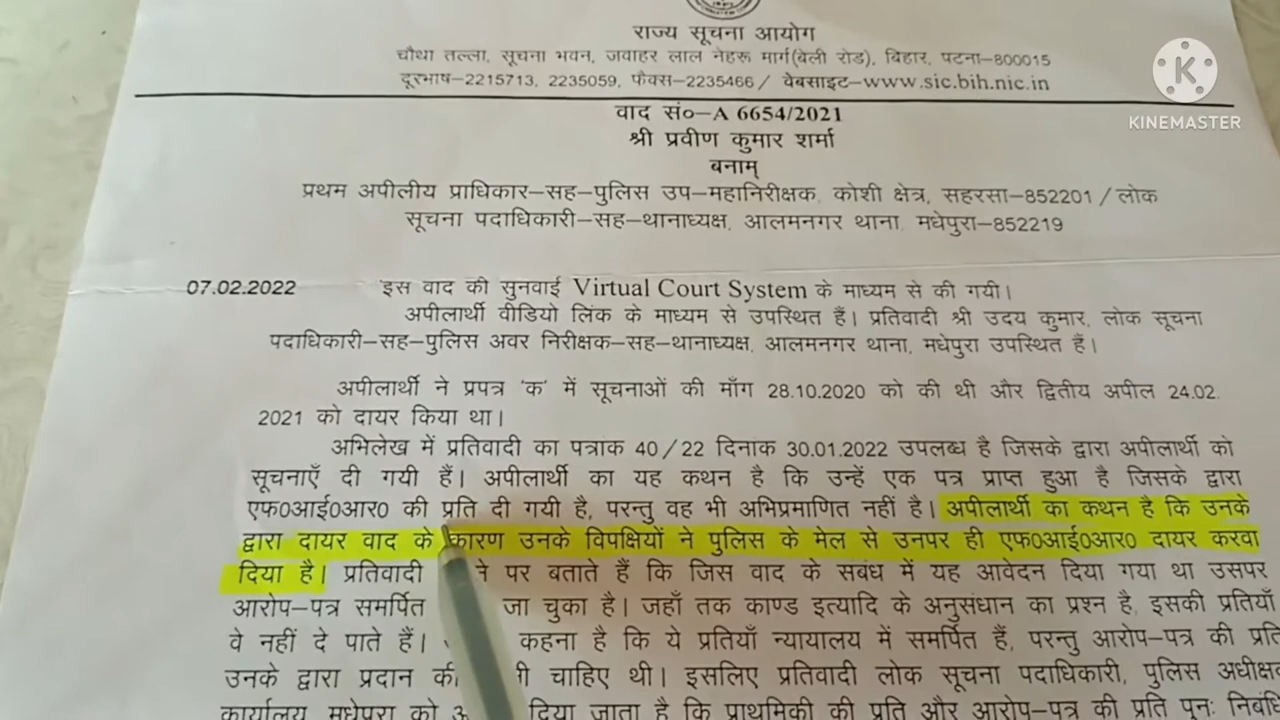 राज्य सूचना आयोग
चौथा तल्ला, सूचना भवन, जवाहर लाल नेहरू मार्ग(बेली रोड), बिहार, पटना–800015
दूरभाष–2215713, 2235059, फैक्स–2235466 / वेबसाइट–www.sic.bih.nic.in
KINEMASTER
वाद सं०–A 6654/2021
श्री प्रवीण कुमार शर्मा
बनाम्
प्रथम अपीलीय प्राधिकार–सह–पुलिस उप–महानिरीक्षक, कोशी क्षेत्र, सहरसा–852201 / लोक
सूचना पदाधिकारी–सह–थानाध्यक्ष, आलमनगर थाना, मधेपुरा–852219
07.02.2022 इस वाद की सुनवाई Virtual Court System के माध्यम से की गयी।
अपीलार्थी वीडियो लिंक के माध्यम से उपस्थित हैं। प्रतिवादी श्री उदय कुमार, लोक सूचना
पदाधिकारी–सह–पुलिस अवर निरीक्षक–सह–थानाध्यक्ष, आलमनगर थाना, मधेपुरा उपस्थित हैं।
अपीलार्थी ने प्रपत्र 'क' में सूचनाओं की माँग 28.10.2020 को की थी और द्वितीय अपील 24.02.
2021 को दायर किया था।
अभिलेख में प्रतिवादी का पत्राक 40/22 दिनाक 30.01.2022 उपलब्ध है जिसके द्वारा अपीलार्थी को
सूचनाएँ दी गयी हैं। अपीलार्थी का यह कथन है कि उन्हें एक पत्र प्राप्त हुआ है जिसके द्वारा
एफ0आई0आर0 की प्रति दी गयी है, परन्तु वह भी अभिप्रमाणित नहीं है। अपीलार्थी का कथन है कि उनके
द्वारा दायर वाद के कारण उनके विपक्षियों ने पुलिस के मेल से उनपर ही एफ0आई0आर0 दायर करवा
दिया है। प्रतिवादी ने पर बताते हैं कि जिस वाद के संबंध में यह आवेदन दिया गया था उसपर
आरोप–पत्र समर्पित जा चुका है। जहाँ तक काण्ड इत्यादि के अनुसंधान का प्रश्न है, इसकी प्रतियाँ
वे नहीं दे पाते हैं। कहना है कि ये प्रतियाँ न्यायालय में समर्पित हैं, परन्तु आरोप–पत्र की प्रति
उनके द्वारा प्रदान की चाहिए थी। इसलिए प्रतिवादी लोक सूचना पदाधिकारी, पुलिस अधीक्षक
कार्यालय, मधेपुरा को दिया जाता है कि प्राथमिकी की प्रति और आरोप–पत्र की प्रति पुनः